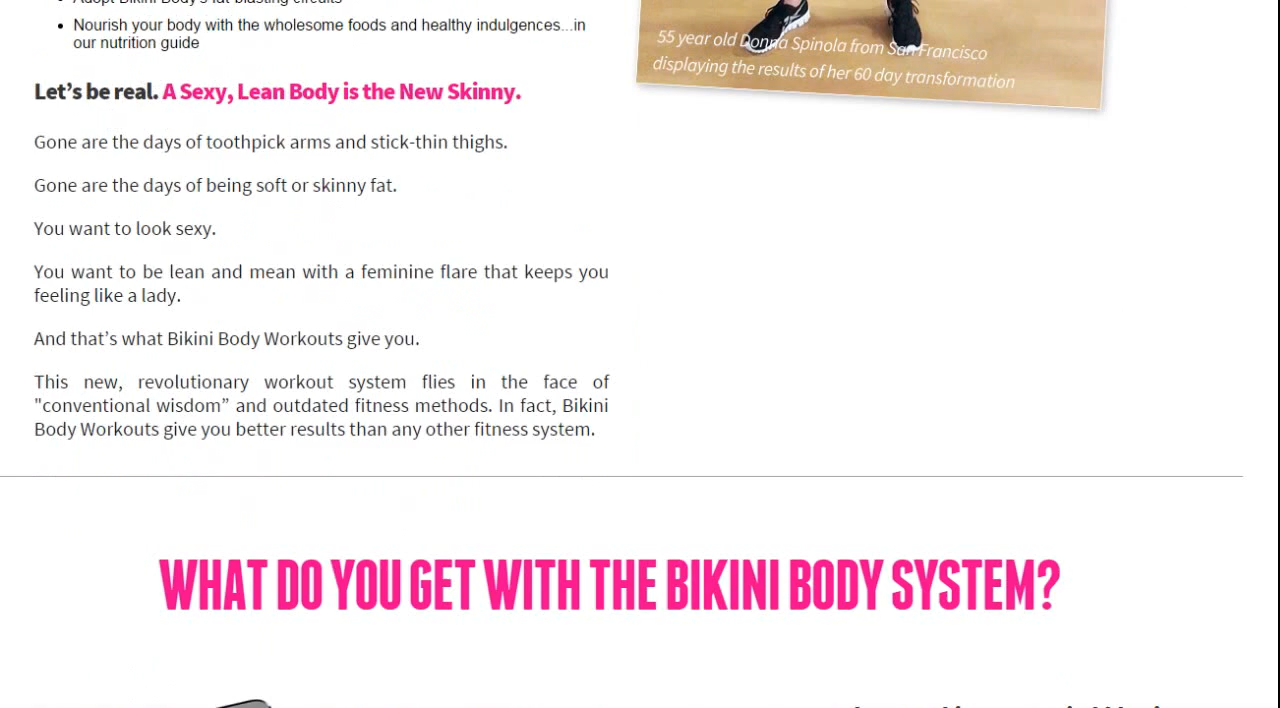 Adopt Bikini Body's fat-blasting circuits
Nourish your body with the wholesome foods and healthy indulgences...in
our nutrition guide
55 year old Donna Spinola from San Francisco
displaying the results of her 60 day transformation
Let’s be real. A Sexy, Lean Body is the New Skinny.
Gone are the days of toothpick arms and stick-thin thighs.
Gone are the days of being soft or skinny fat.
You want to look sexy.
You want to be lean and mean with a feminine flare that keeps you
feeling like a lady.
And that’s what Bikini Body Workouts give you.
This new, revolutionary workout system flies in the face of
"conventional wisdom” and outdated fitness methods. In fact, Bikini
Body Workouts give you better results than any other fitness system.
WHAT DO YOU GET WITH THE BIKINI BODY SYSTEM?